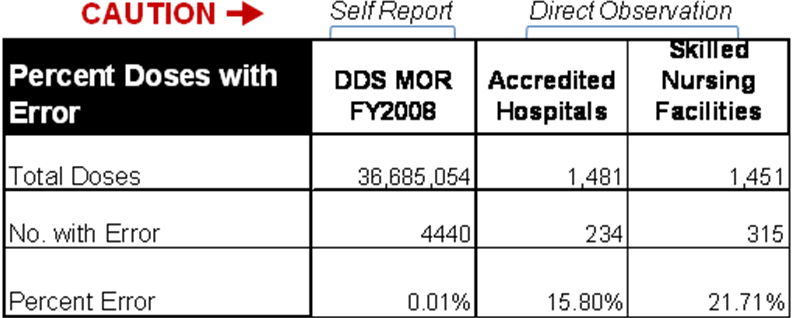 CAUTION → Self Report Direct Observation
Percent Doses with Error DDS MOR FY2008 Accredited Hospitals Skilled Nursing Facilities
Total Doses 36,685,054 1,481 1,451
No. with Error 4440 234 315
Percent Error 0.01% 15.80% 21.71%